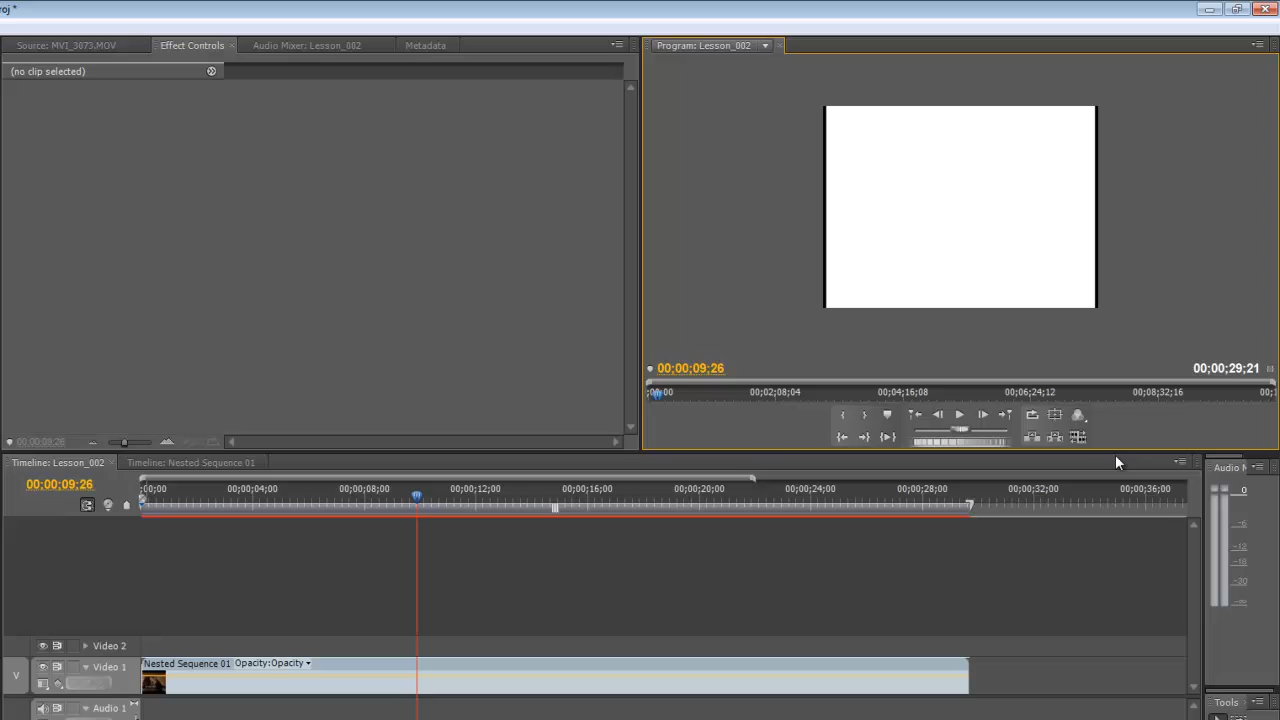 roj *
Source: MVI_3073.MOV Effect Controls Audio Mixer: Lesson_002 Metadata
Program: Lesson_002
(no clip selected)
00;00;09;26 00;00;29;21
00;02;08;04 00;04;16;08 00;06;24;12 00;08;32;16
00;00;09;26
Timeline: Lesson_002 Timeline: Nested Sequence 01
Audio M
00;00;09;26
;00;00 00;00;04;00 00;00;08;00 00;00;12;00 00;00;16;00 00;00;20;00 00;00;24;00 00;00;28;00 00;00;32;00 00;00;36;00
0
-6
-12
-18
-30
Video 2
Nested Sequence 01 Opacity:Opacity
V Video 1
Audio 1
Tools